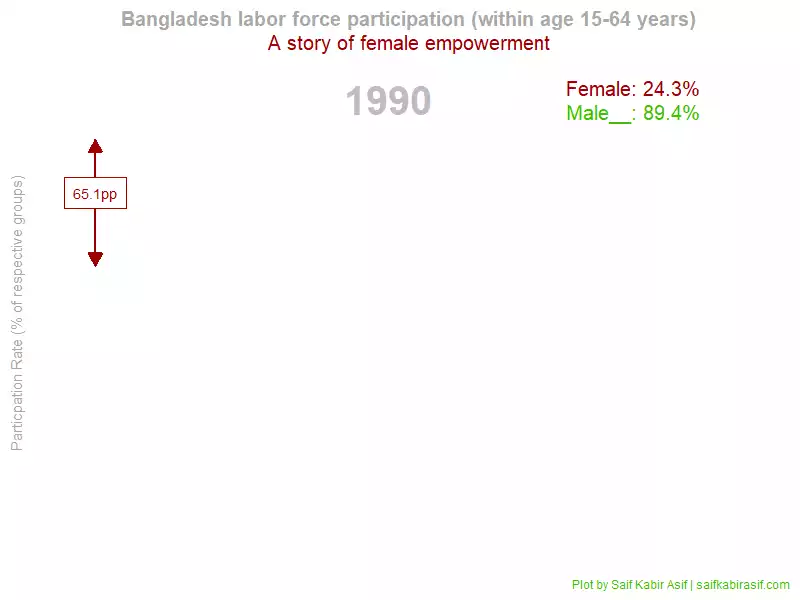 Bangladesh labor force participation (within age 15-64 years)
A story of female empowerment
1990
Female: 24.3%
Male__: 89.4%
65.1pp
Particpation Rate (% of respective groups)
Plot by Saif Kabir Asif | saifkabirasif.com